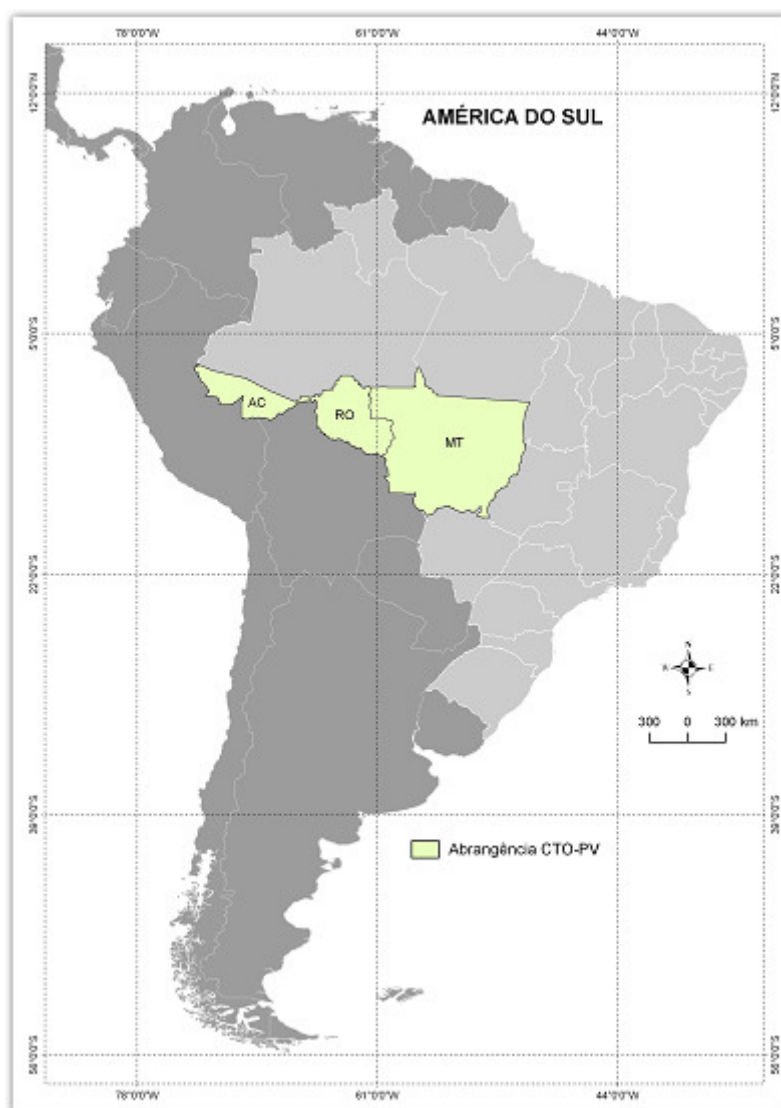 78°0'0"W 61°0'0"W 44°0'0"W
12°0'0"N 12°0'0"N
AMÉRICA DO SUL
5°0'0"S 5°0'0"S
AC RO MT
22°0'0"S 22°0'0"S
N
W E
S
300 0 300 km
39°0'0"S 39°0'0"S
Abrangência CTO-PV
56°0'0"S 56°0'0"S
78°0'0"W 61°0'0"W 44°0'0"W